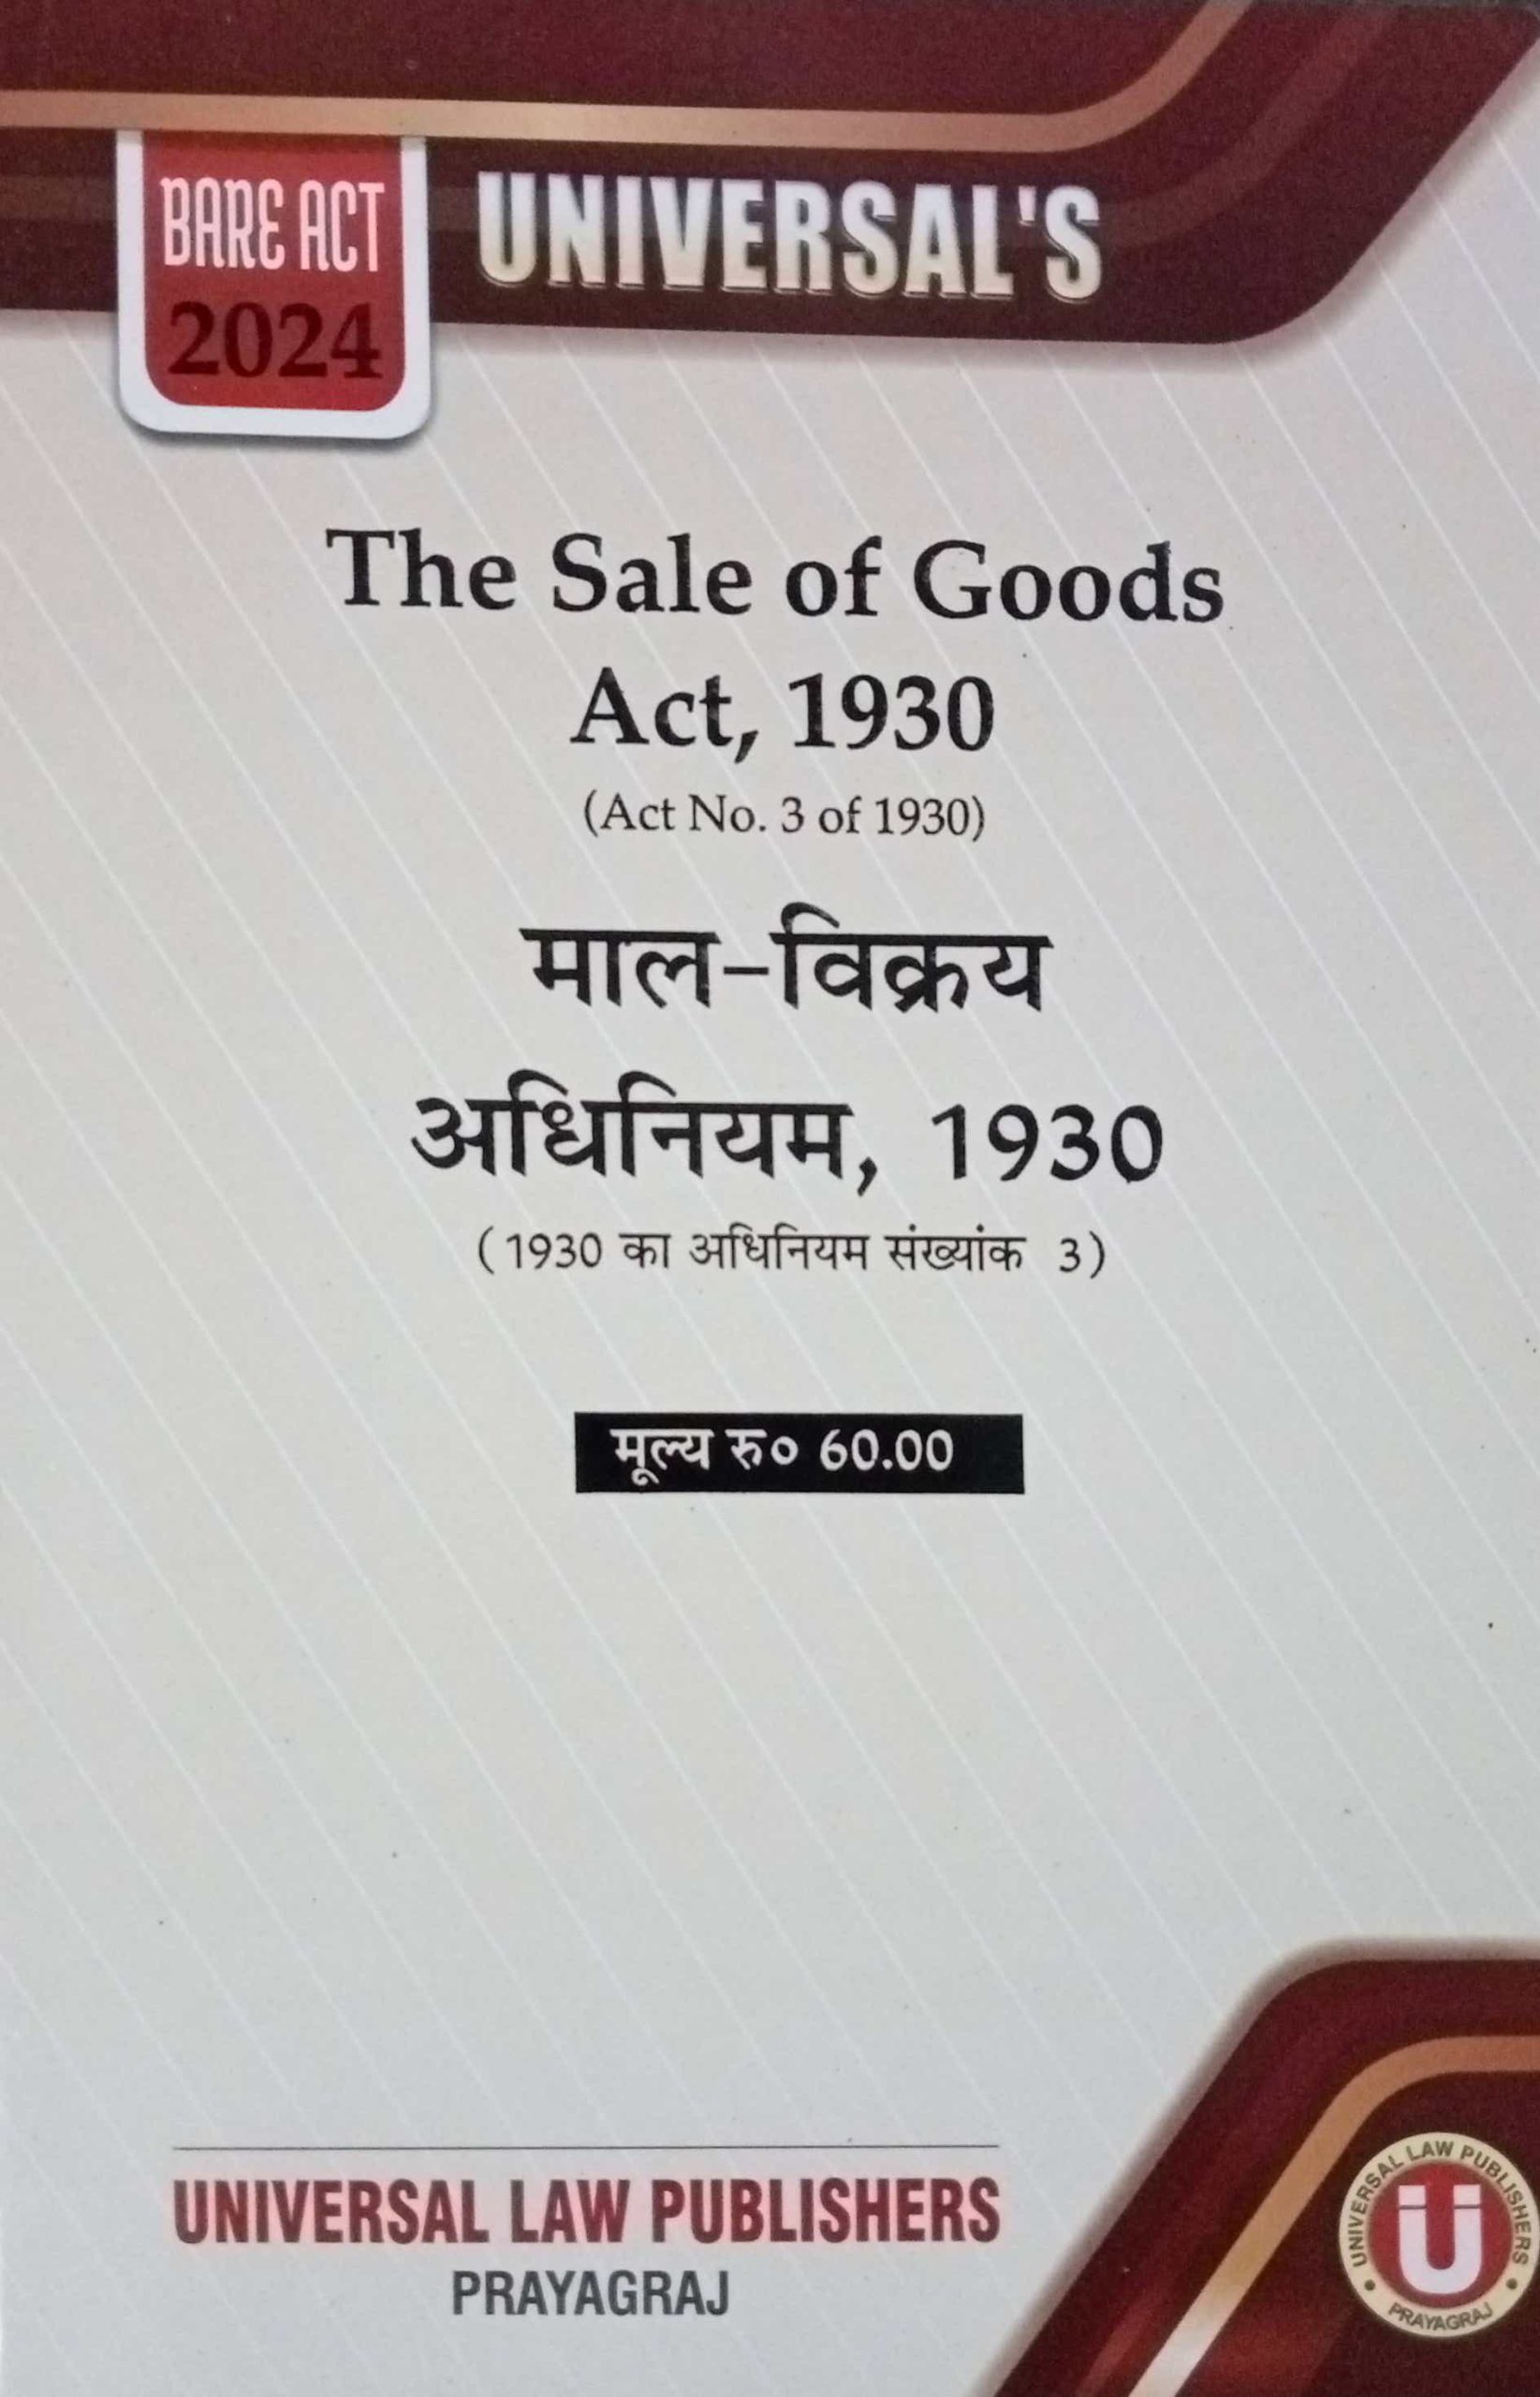 BARE ACT
2024
UNIVERSAL'S
The Sale of Goods
Act, 1930
(Act No. 3 of 1930)
माल-विक्रय
अधिनियम, 1930
(1930 का अधिनियम संख्यांक 3)
मूल्य रु० 60.00
UNIVERSAL LAW PUBLISHERS
PRAYAGRAJ
UNIVERSAL LAW PUBLISHERS
U
PRAYAGRAJ